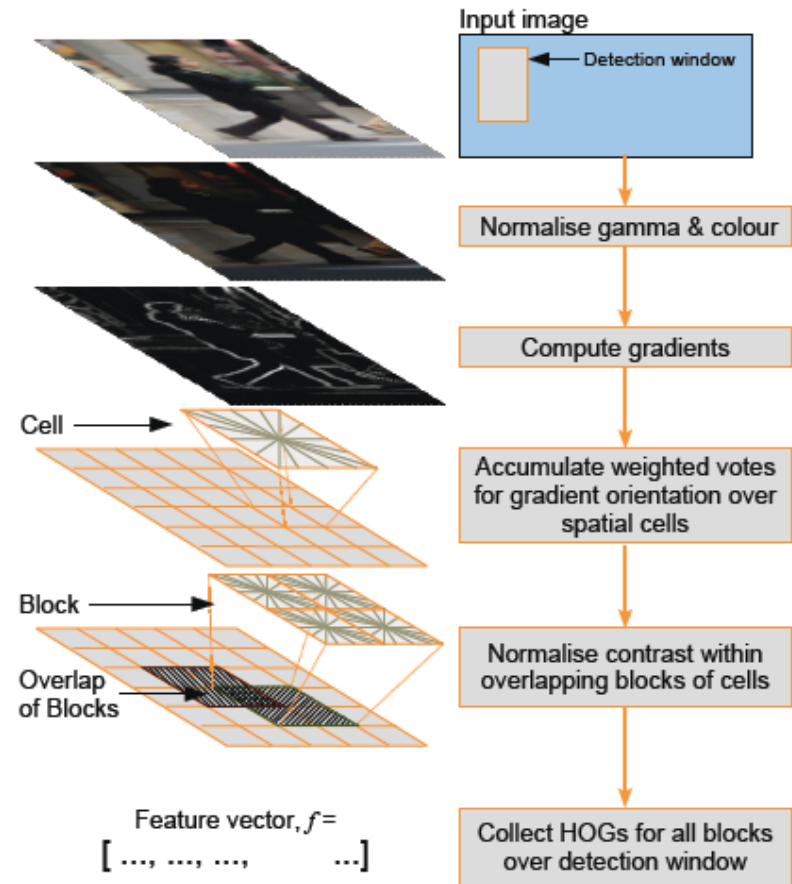 Input image
Detection window
Normalise gamma & colour
Compute gradients
Cell
Accumulate weighted votes
for gradient orientation over
spatial cells
Block
Overlap
of Blocks
Normalise contrast within
overlapping blocks of cells
Feature vector, f =
[ ..., ..., ..., ...]
Collect HOGs for all blocks
over detection window